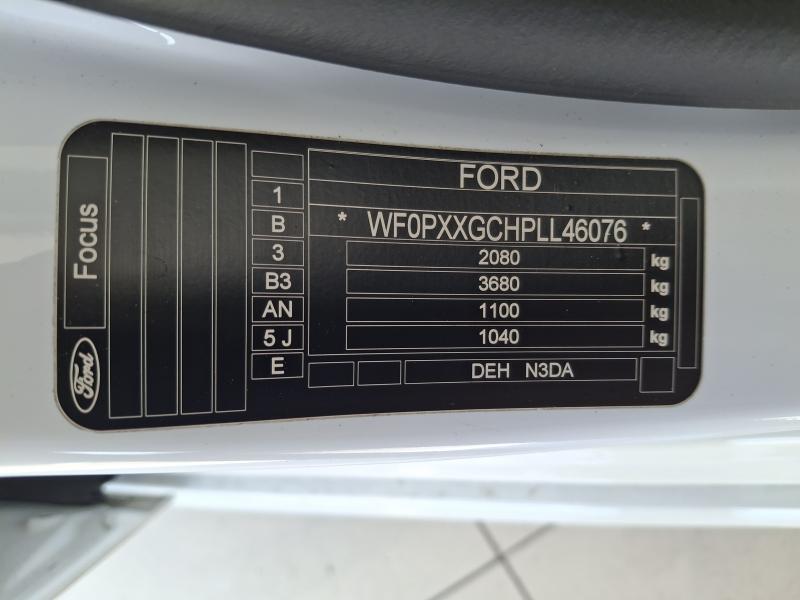 Focus
Ford
1
B
3
B3
AN
5 J
E
FORD
* WF0PXXGCHPLL46076 *
2080 kg
3680 kg
1100 kg
1040 kg
DEH N3DA